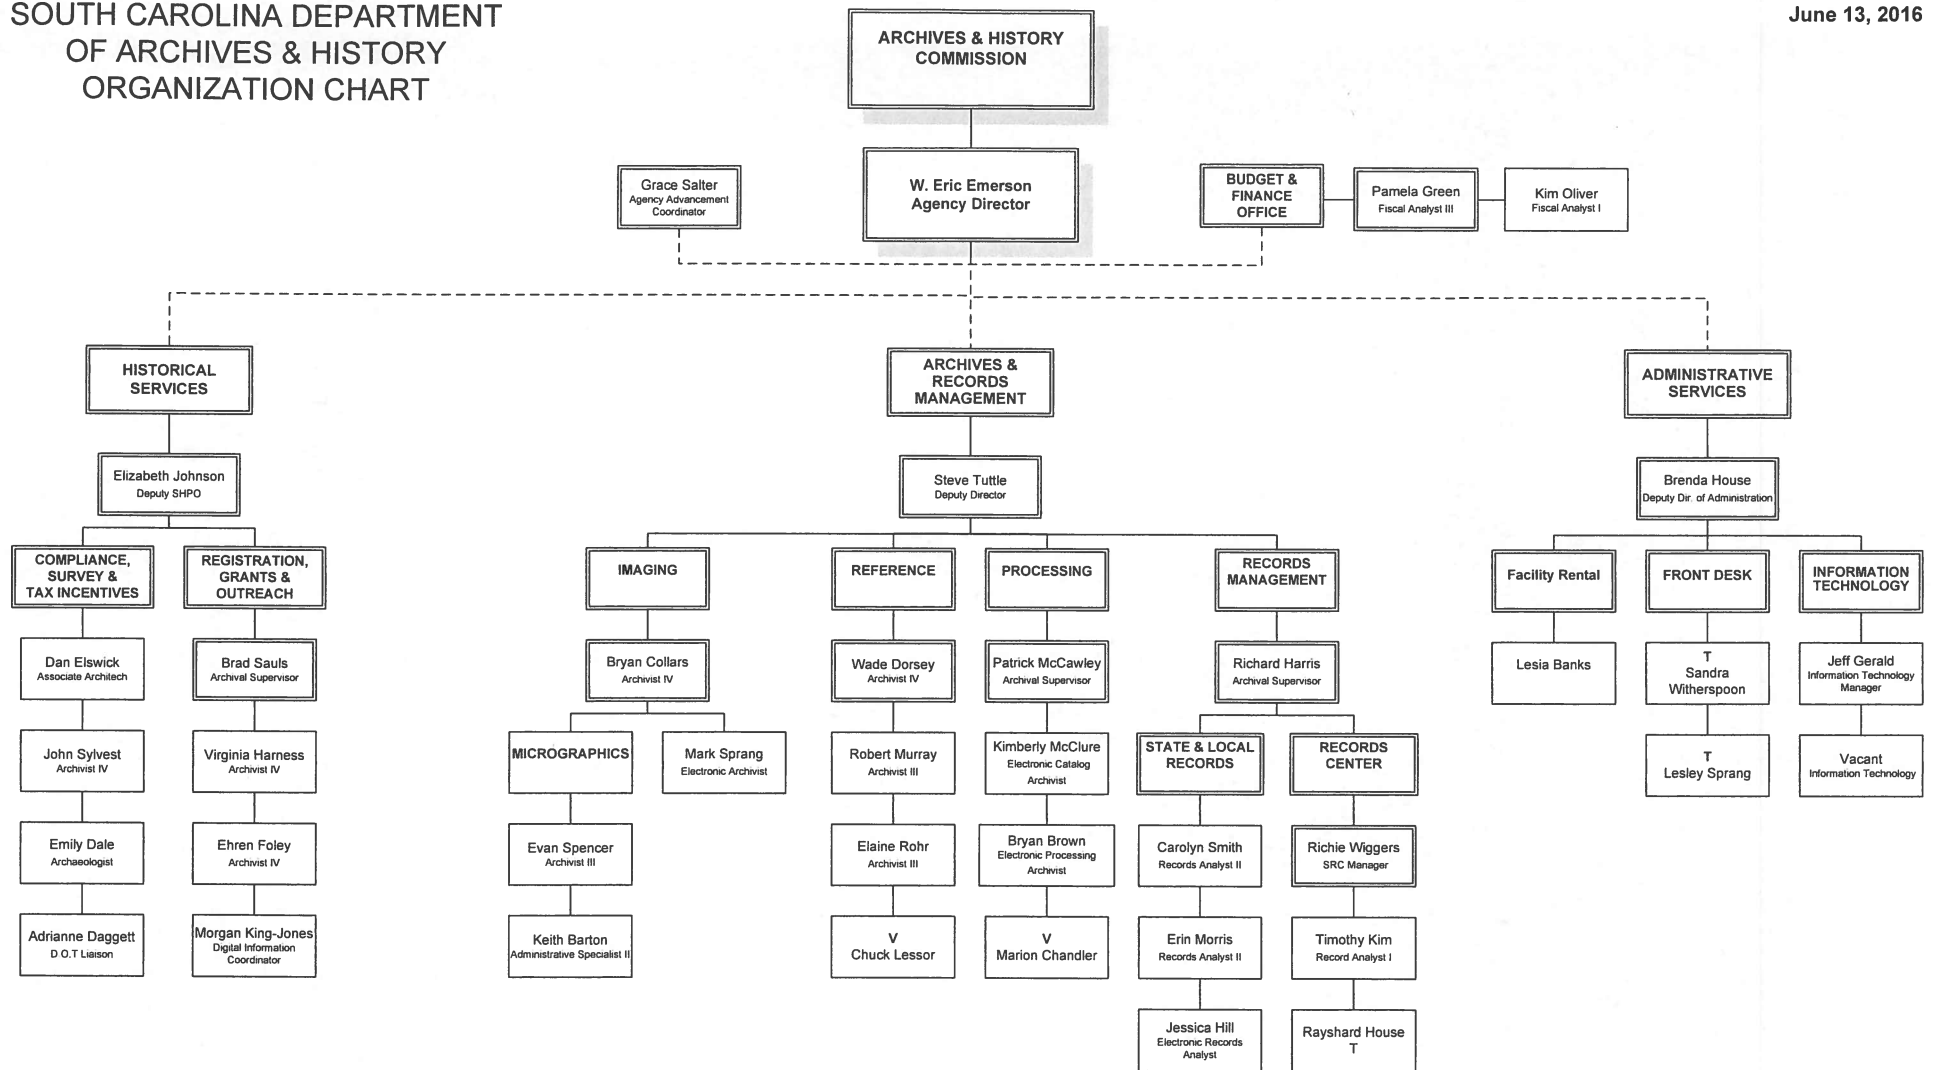 SOUTH CAROLINA DEPARTMENT
OF ARCHIVES & HISTORY
ORGANIZATION CHART
June 13, 2016
ARCHIVES & HISTORY
COMMISSION
Grace Salter
Agency Advancement
Coordinator
W. Eric Emerson
Agency Director
BUDGET &
FINANCE
OFFICE
Pamela Green
Fiscal Analyst III
Kim Oliver
Fiscal Analyst I
HISTORICAL
SERVICES
Elizabeth Johnson
Deputy SHPO
COMPLIANCE,
SURVEY &
TAX INCENTIVES
Dan Elswick
Associate Architech
John Sylvest
Archivist IV
Emily Dale
Archaeologist
Adrianne Daggett
D O.T Liaison
REGISTRATION,
GRANTS &
OUTREACH
Brad Sauls
Archival Supervisor
Virginia Harness
Archivist IV
Ehren Foley
Archivist IV
Morgan King-Jones
Digital Information
Coordinator
ARCHIVES &
RECORDS
MANAGEMENT
Steve Tuttle
Deputy Director
IMAGING
Bryan Collars
Archivist IV
MICROGRAPHICS
Evan Spencer
Archivist III
Keith Barton
Administrative Specialist II
Mark Sprang
Electronic Archivist
REFERENCE
Wade Dorsey
Archivist IV
Robert Murray
Archivist III
Elaine Rohr
Archivist III
V
Chuck Lessor
PROCESSING
Patrick McCawley
Archival Supervisor
Kimberly McClure
Electronic Catalog
Archivist
Bryan Brown
Electronic Processing
Archivist
V
Marion Chandler
RECORDS
MANAGEMENT
Richard Harris
Archival Supervisor
STATE & LOCAL
RECORDS
Carolyn Smith
Records Analyst II
Erin Morris
Records Analyst II
Jessica Hill
Electronic Records
Analyst
RECORDS
CENTER
Richie Wiggers
SRC Manager
Timothy Kim
Record Analyst I
Rayshard House
T
ADMINISTRATIVE
SERVICES
Brenda House
Deputy Dir. of Administration
Facility Rental
Lesia Banks
FRONT DESK
T
Sandra
Witherspoon
T
Lesley Sprang
INFORMATION
TECHNOLOGY
Jeff Gerald
Information Technology
Manager
Vacant
Information Technology